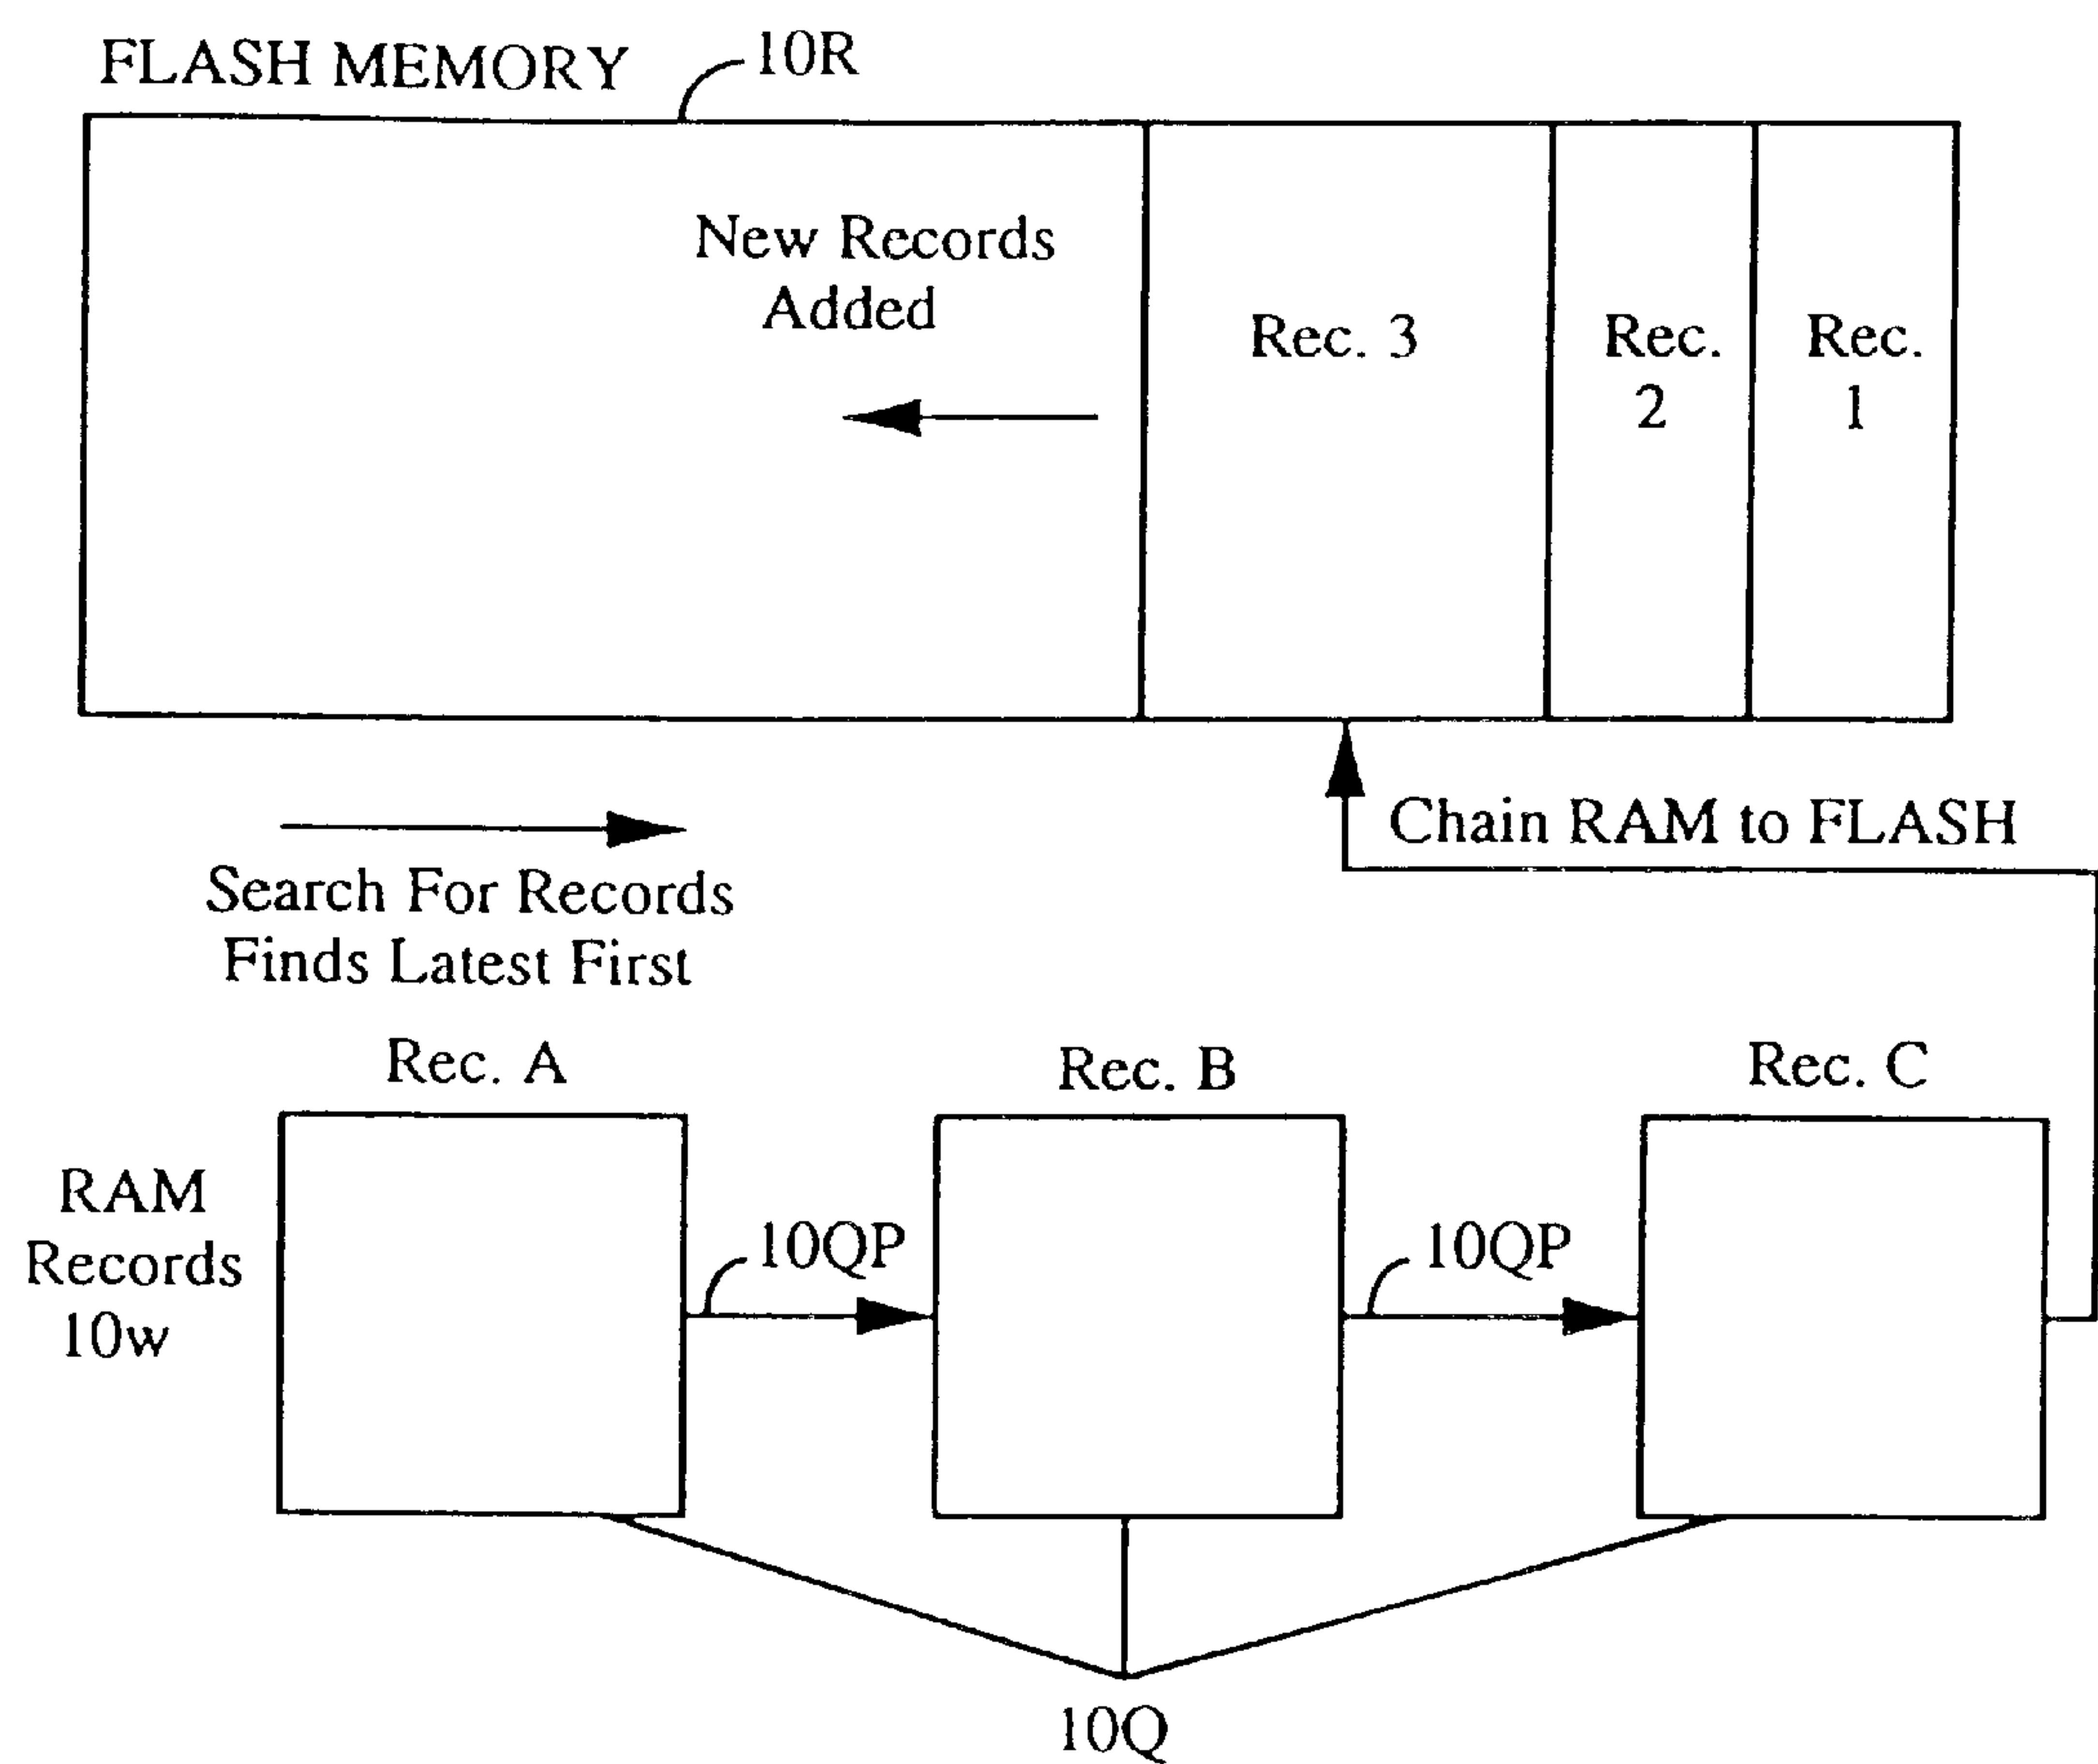 FLASH MEMORY
10R
New Records
Added
Rec. 3
Rec.
2
Rec.
1
Chain RAM to FLASH
Search For Records
Finds Latest First
Rec. A
Rec. B
Rec. C
RAM
Records
10w
10QP
10QP
10Q